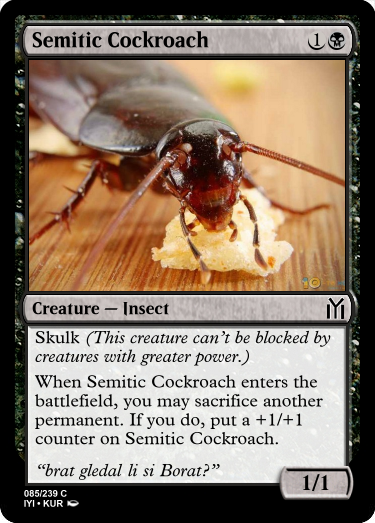 Semitic Cockroach
1
Creature — Insect
Skulk (This creature can't be blocked by
creatures with greater power.)
When Semitic Cockroach enters the
battlefield, you may sacrifice another
permanent. If you do, put a +1/+1
counter on Semitic Cockroach.
“brat gledal li si Borat?”
1/1
085/239 C
IYI • KUR